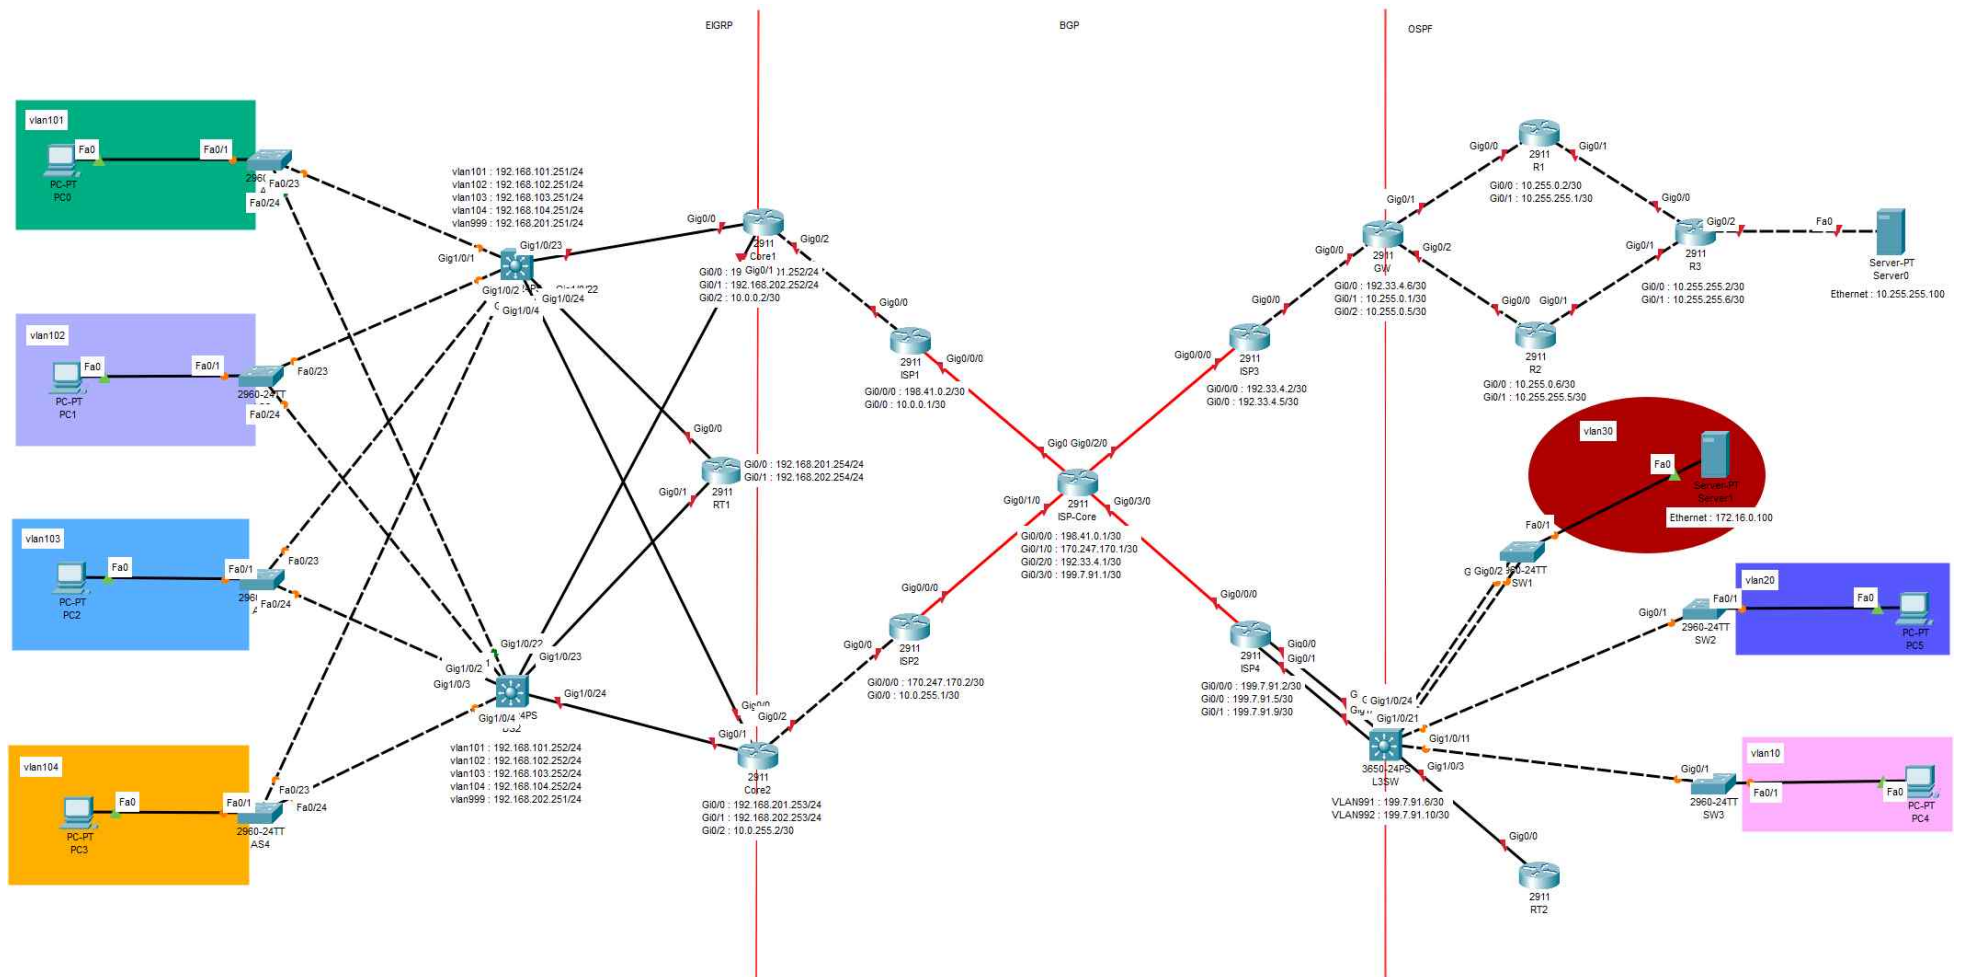 EIGRP
BGP
OSPF
vlan101
Fa0
Fa0/1
PC-PT
PC0
Fa0/23
Fa0/24
vlan101 : 192.168.101.251/24
vlan102 : 192.168.102.251/24
vlan103 : 192.168.103.251/24
vlan104 : 192.168.104.251/24
vlan999 : 192.168.201.251/24
Gig1/0/23
Gig1/0/1
Gig1/0/2
Gig1/0/24
Gig1/0/4
Gig0/0
Gig0/2
2911
Core1
Gig0/1
Gi0/1 : 192.168.202.252/24
Gi0/2 : 10.0.0.2/30
vlan102
Fa0
Fa0/1
PC-PT
PC1
Fa0/23
2960-24TT
Fa0/24
Gig0/0
Gig0/0/0
2911
ISP1
Gi0/0/0 : 198.41.0.2/30
Gi0/0 : 10.0.0.1/30
Gig0/0
Gig0/0/0
2911
ISP3
Gi0/0/0 : 192.33.4.2/30
Gi0/0 : 192.33.4.5/30
Gig0/1
Gig0/0
Gig0/2
2911
GW
Gi0/0 : 192.33.4.6/30
Gi0/1 : 10.255.0.1/30
Gi0/2 : 10.255.0.5/30
Gig0/0
Gig0/1
2911
R1
Gi0/0 : 10.255.0.2/30
Gi0/1 : 10.255.255.1/30
Gig0/0
Gig0/1
Gig0/2
2911
R3
Gi0/0 : 10.255.255.2/30
Gi0/1 : 10.255.255.6/30
Fa0
Server-PT
Server0
Ethernet : 10.255.255.100
Gig0/0
Gig0/1
2911
R2
Gi0/0 : 10.255.0.6/30
Gi0/1 : 10.255.255.5/30
Gig0/0
Gig0/1
2911
RT1
Gi0/0 : 192.168.201.254/24
Gi0/1 : 192.168.202.254/24
Gig0/2/0
Gig0/1/0
Gig0/3/0
2911
ISP-Core
Gi0/0/0 : 198.41.0.1/30
Gi0/1/0 : 170.247.170.1/30
Gi0/2/0 : 192.33.4.1/30
Gi0/3/0 : 199.7.91.1/30
vlan30
Fa0
Server-PT
Server1
Ethernet : 172.16.0.100
Fa0/1
Gig0/2
SW1
vlan103
Fa0
Fa0/1
PC-PT
PC2
Fa0/23
Fa0/24
vlan20
Gig0/1
Fa0/1
Fa0
2960-24TT
SW2
PC-PT
PC5
Gig1/0/22
Gig1/0/23
Gig1/0/2
Gig1/0/3
Gig1/0/4
Gig1/0/24
vlan101 : 192.168.101.252/24
vlan102 : 192.168.102.252/24
vlan103 : 192.168.103.252/24
vlan104 : 192.168.104.252/24
vlan999 : 192.168.202.251/24
Gig0/0/0
Gig0/0
2911
ISP2
Gi0/0/0 : 170.247.170.2/30
Gi0/0 : 10.0.255.1/30
Gig0/0/0
Gig0/0
Gig0/1
2911
ISP4
Gi0/0/0 : 199.7.91.2/30
Gi0/0 : 199.7.91.5/30
Gi0/1 : 199.7.91.9/30
Gig1/0/24
Gig1/0/21
Gig1/0/11
Gig1/0/3
3650-24PS
L3SW
VLAN991 : 199.7.91.6/30
VLAN992 : 199.7.91.10/30
vlan10
Gig0/1
Fa0/1
Fa0
2960-24TT
SW3
PC-PT
PC4
Gig0/2
Gig0/1
2911
Core2
Gi0/0 : 192.168.201.253/24
Gi0/1 : 192.168.202.253/24
Gi0/2 : 10.0.255.2/30
vlan104
Fa0
Fa0/1
PC-PT
PC3
Fa0/23
Fa0/24
2960-24TT
AS4
Gig0/0
2911
RT2